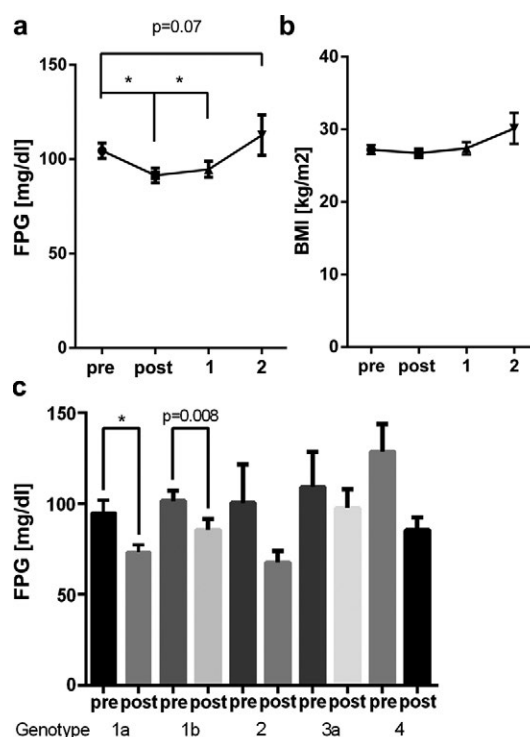 a
p=0.07
* *
FPG [mg/dl]
150
100
50
0
pre post 1 2
b
BMI [kg/m2]
40
30
20
10
0
pre post 1 2
c
* p=0.008
FPG [mg/dl]
150
100
50
0
pre post pre post pre post pre post pre post
Genotype 1a 1b 2 3a 4